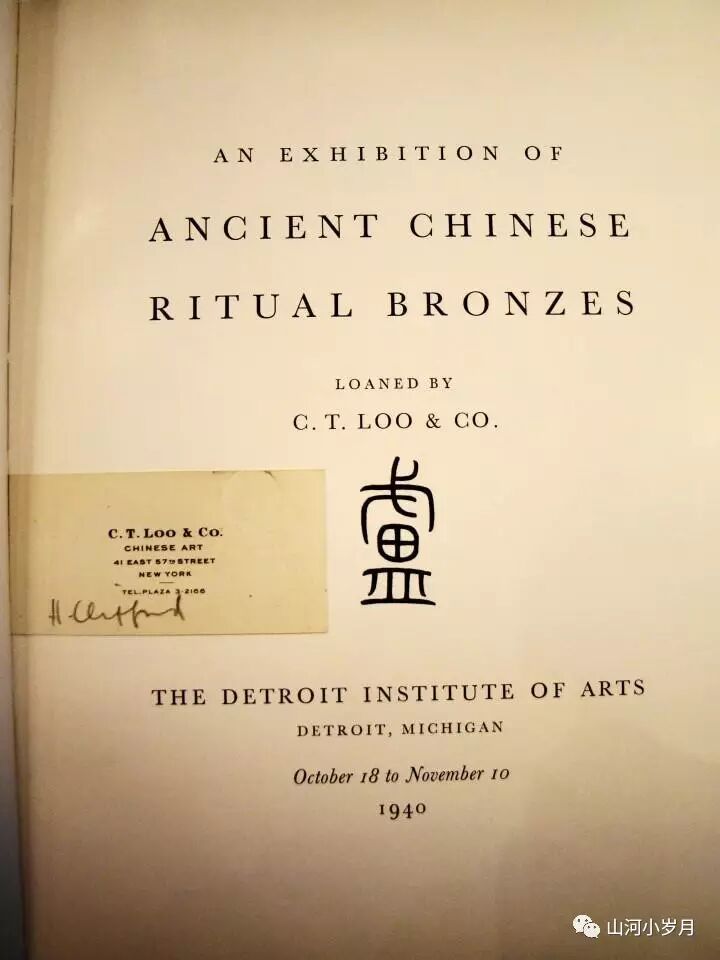 AN EXHIBITION OF
ANCIENT CHINESE
RITUAL BRONZES
LOANED BY
C. T. LOO & CO.
盧
C. T. LOO & CO.
CHINESE ART
41 EAST 57TH STREET
NEW YORK
TEL. PLAZA 3-2166
H. Clifford
THE DETROIT INSTITUTE OF ARTS
DETROIT, MICHIGAN
October 18 to November 10
1940
山河小岁月